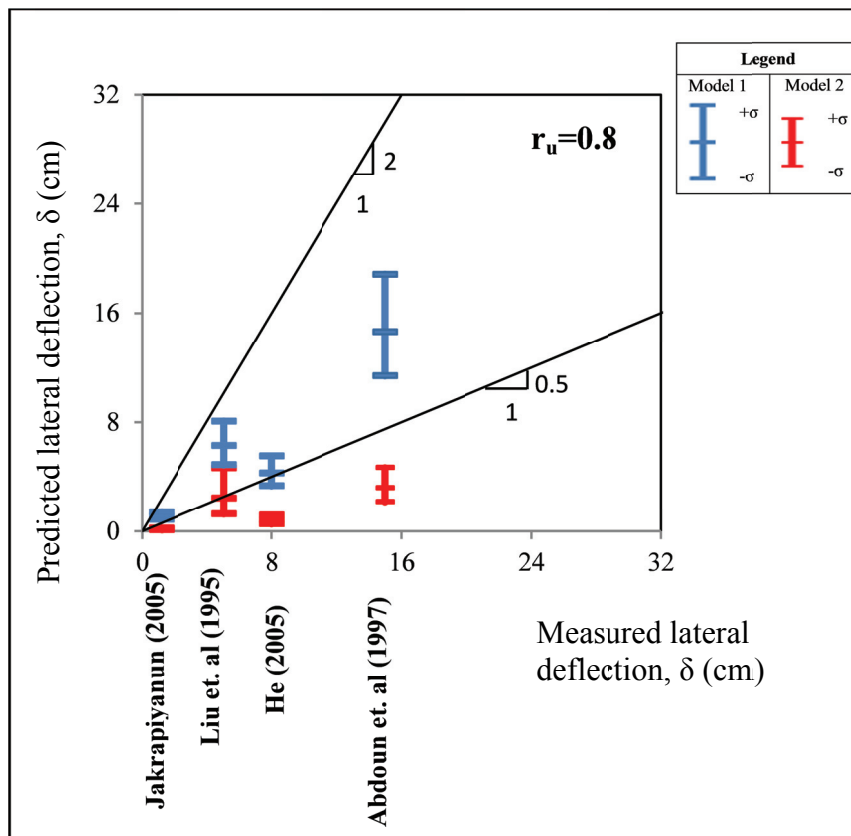 Legend
Model 1 Model 2
+σ +σ
-σ -σ
r_u=0.8
2
1
0.5
1
Predicted lateral deflection, δ (cm)
32
24
16
8
0
0 8 16 24 32
Measured lateral
deflection, δ (cm)
Jakrapiyanun (2005)
Liu et. al (1995)
He (2005)
Abdoun et. al (1997)